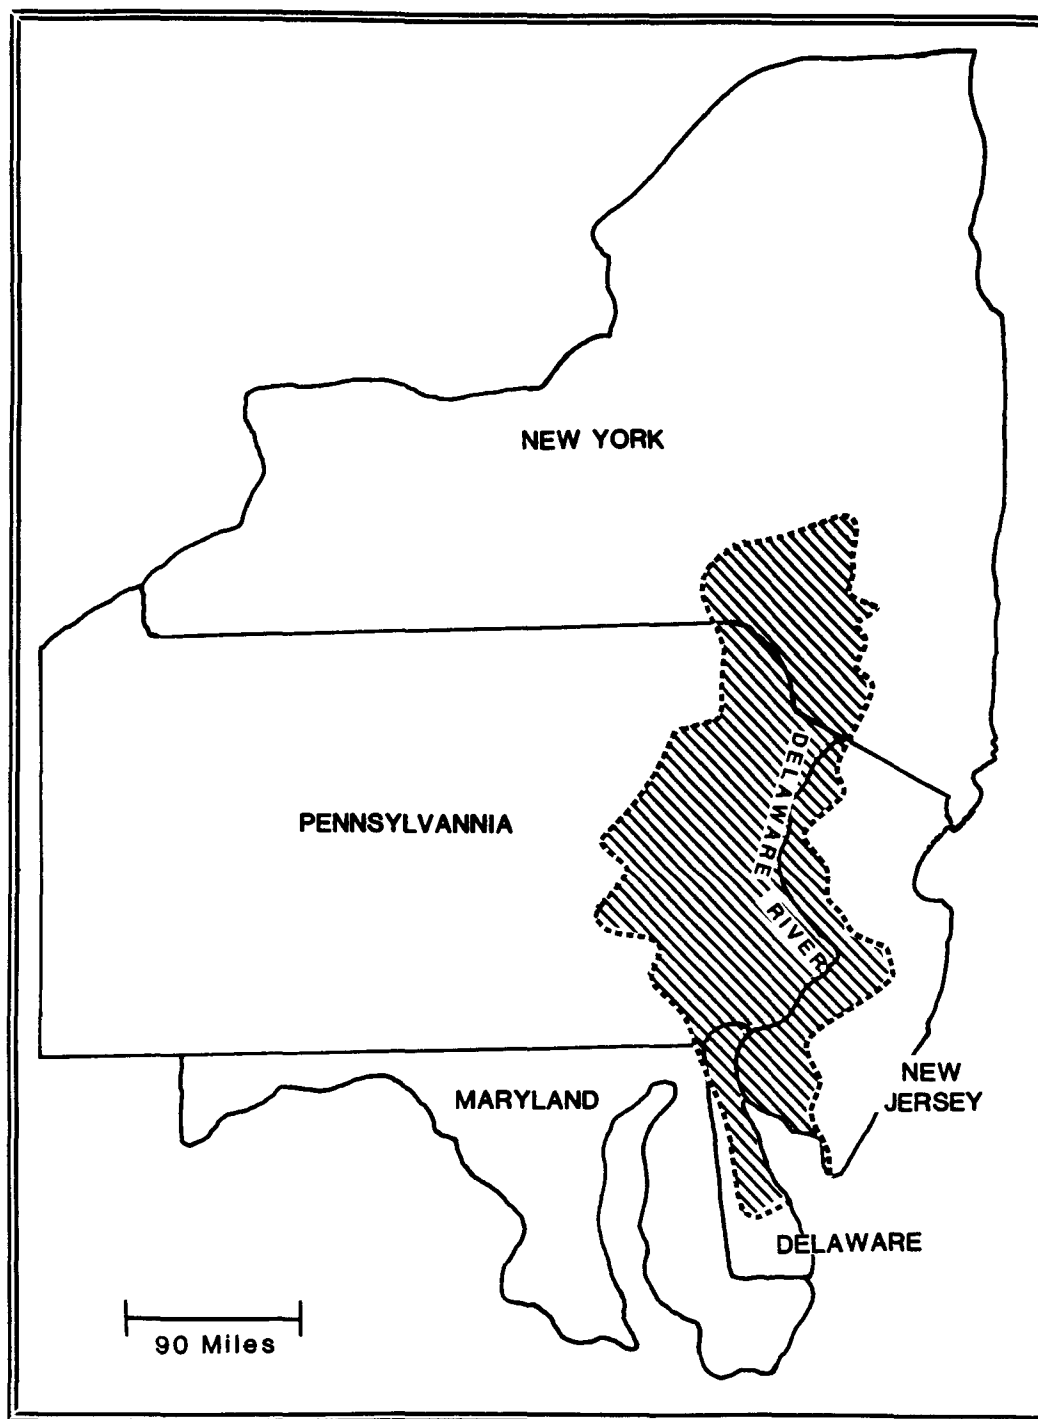 NEW YORK
DELAWARE
RIVER
PENNSYLVANNIA
NEW
JERSEY
MARYLAND
DELAWARE
90 Miles